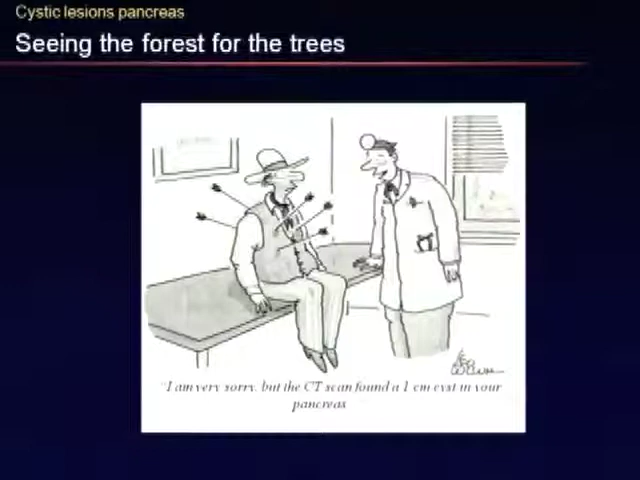 Cystic lesions pancreas
Seeing the forest for the trees
"I am very sorry, but the CT scan found a 1 cm cyst in your
pancreas